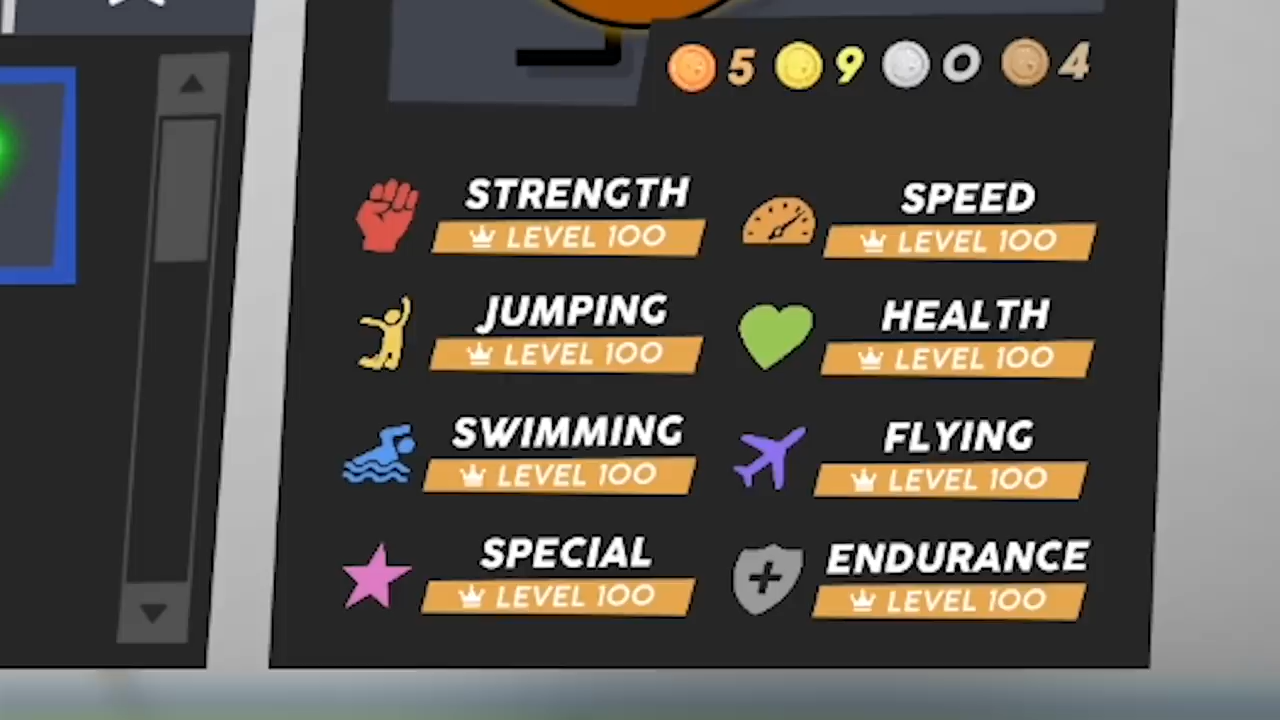 5 9 0 4
STRENGTH SPEED
LEVEL 100 LEVEL 100
JUMPING HEALTH
LEVEL 100 LEVEL 100
SWIMMING FLYING
LEVEL 100 LEVEL 100
SPECIAL ENDURANCE
LEVEL 100 LEVEL 100